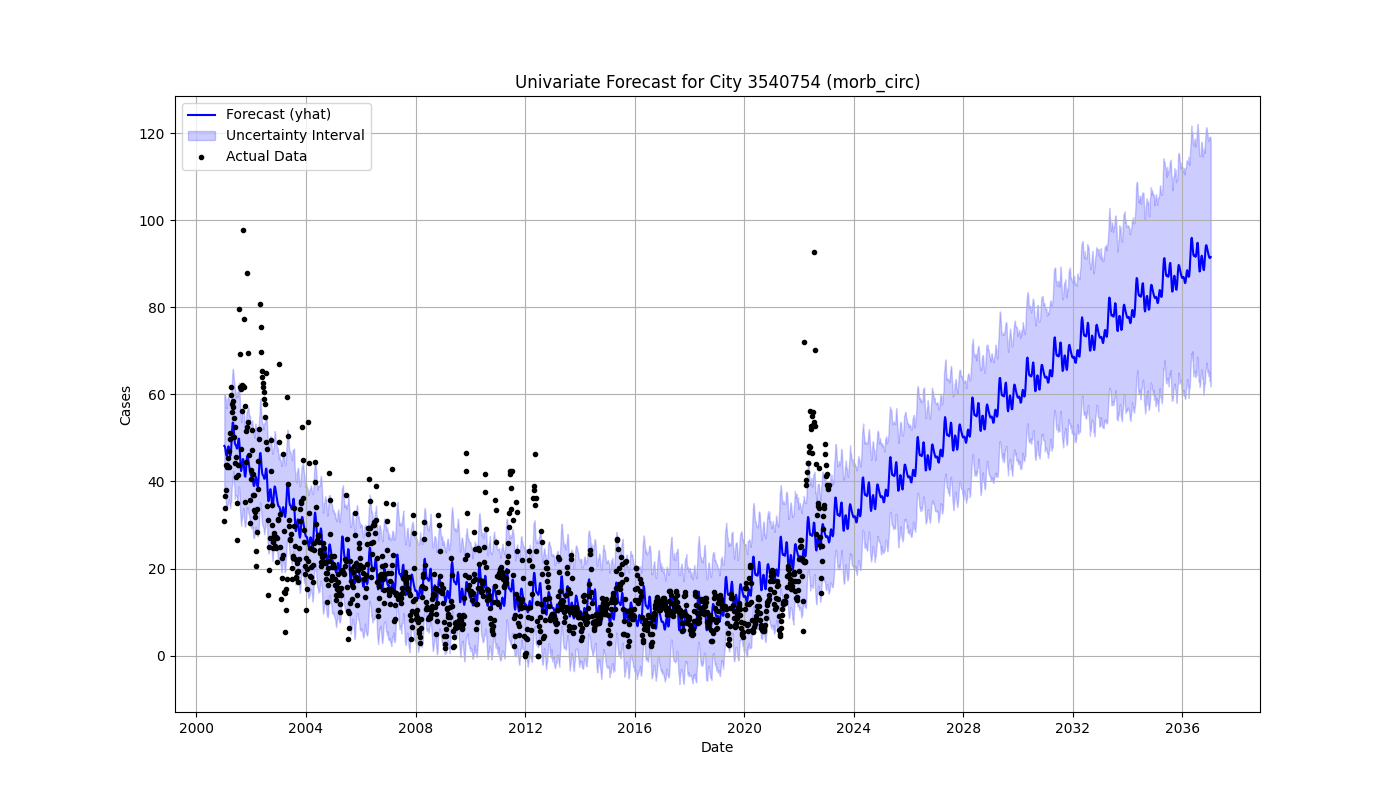 Univariate Forecast for City 3540754 (morb_circ)
Forecast (yhat)
Uncertainty Interval
Actual Data
120
100
80
60
40
20
0
Cases
2000 2004 2008 2012 2016 2020 2024 2028 2032 2036
Date